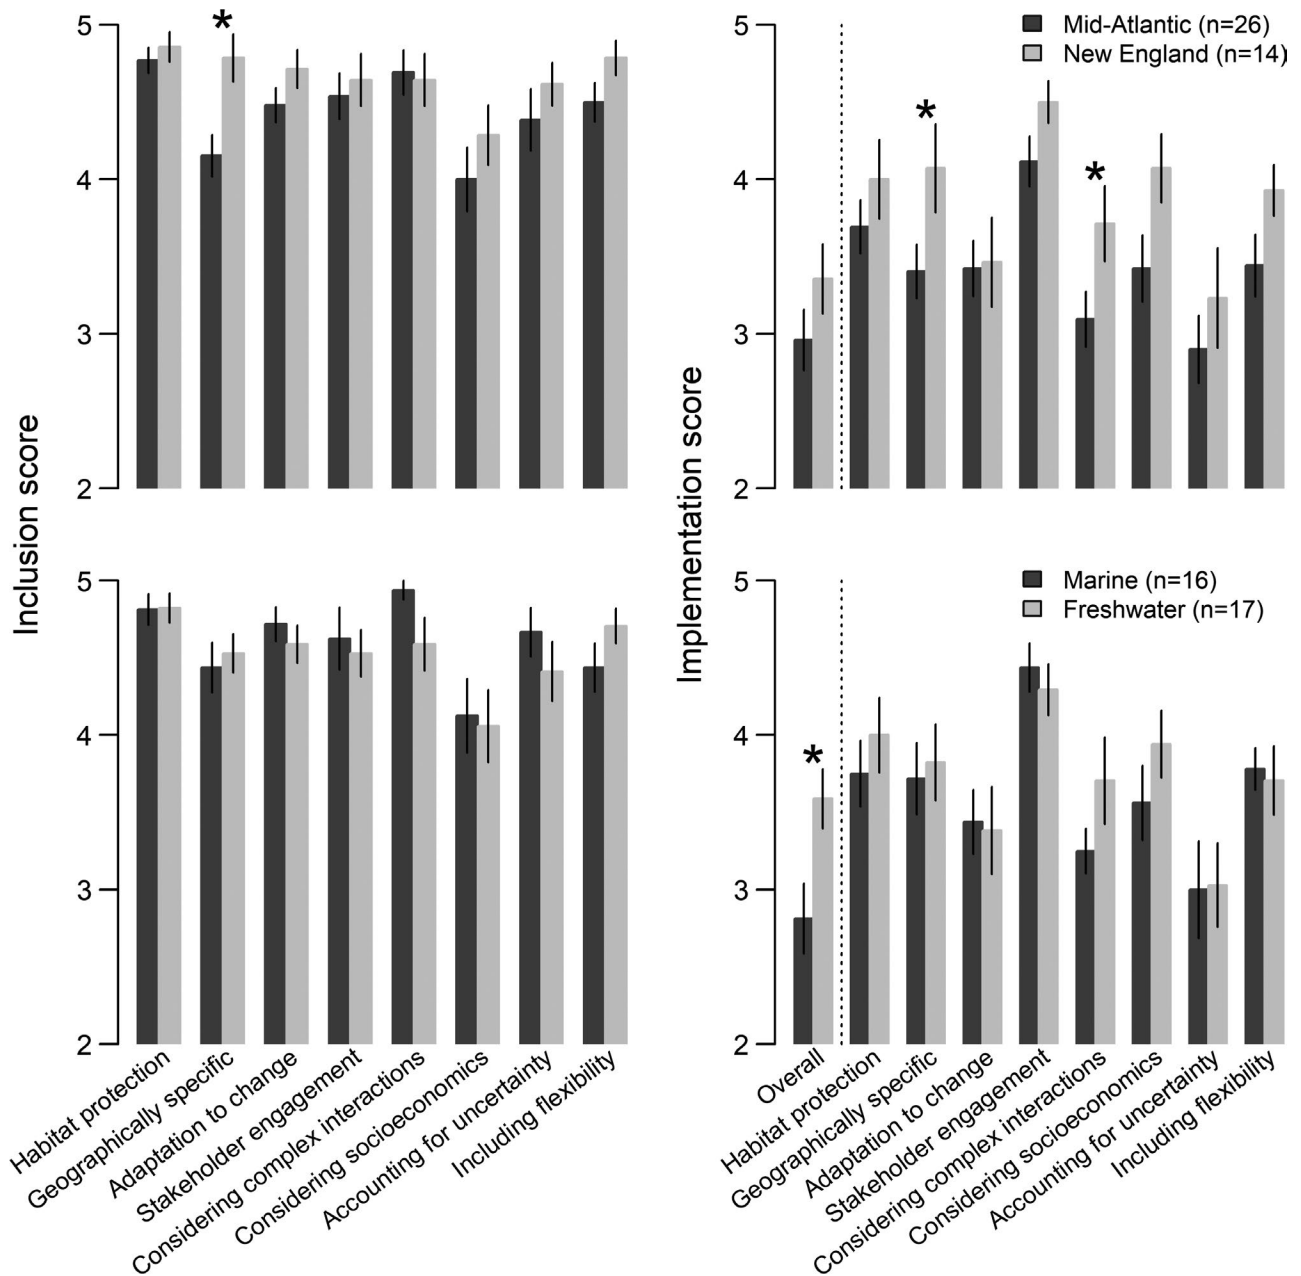 Inclusion score
5
4
3
2
*
5
4
3
2
Habitat protection
Geographically specific
Adaptation to change
Stakeholder engagement
Considering complex interactions
Considering socioeconomics
Accounting for uncertainty
Including flexibility
Implementation score
5
4
3
2
Mid-Atlantic (n=26)
New England (n=14)
*
*
5
4
3
2
Marine (n=16)
Freshwater (n=17)
*
Overall
Habitat protection
Geographically specific
Adaptation to change
Stakeholder engagement
Considering complex interactions
Considering socioeconomics
Accounting for uncertainty
Including flexibility